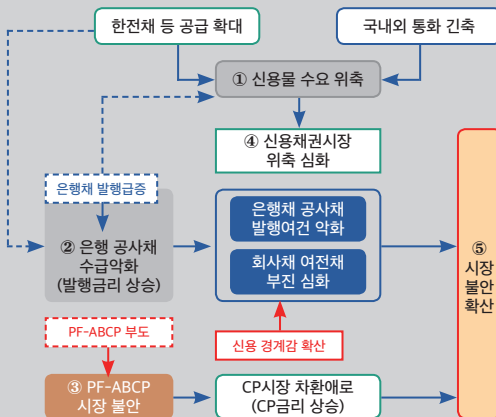 한전채 등 공급 확대
국내외 통화 긴축
① 신용물 수요 위축
④ 신용채권시장
위축 심화
은행채 발행급증
② 은행 공사채
수급악화
(발행금리 상승)
은행채 공사채
발행여건 악화
회사채 여전채
부진 심화
⑤
시장
불안
확산
PF-ABCP 부도
신용 경계감 확산
③ PF-ABCP
시장 불안
CP시장 차환애로
(CP금리 상승)